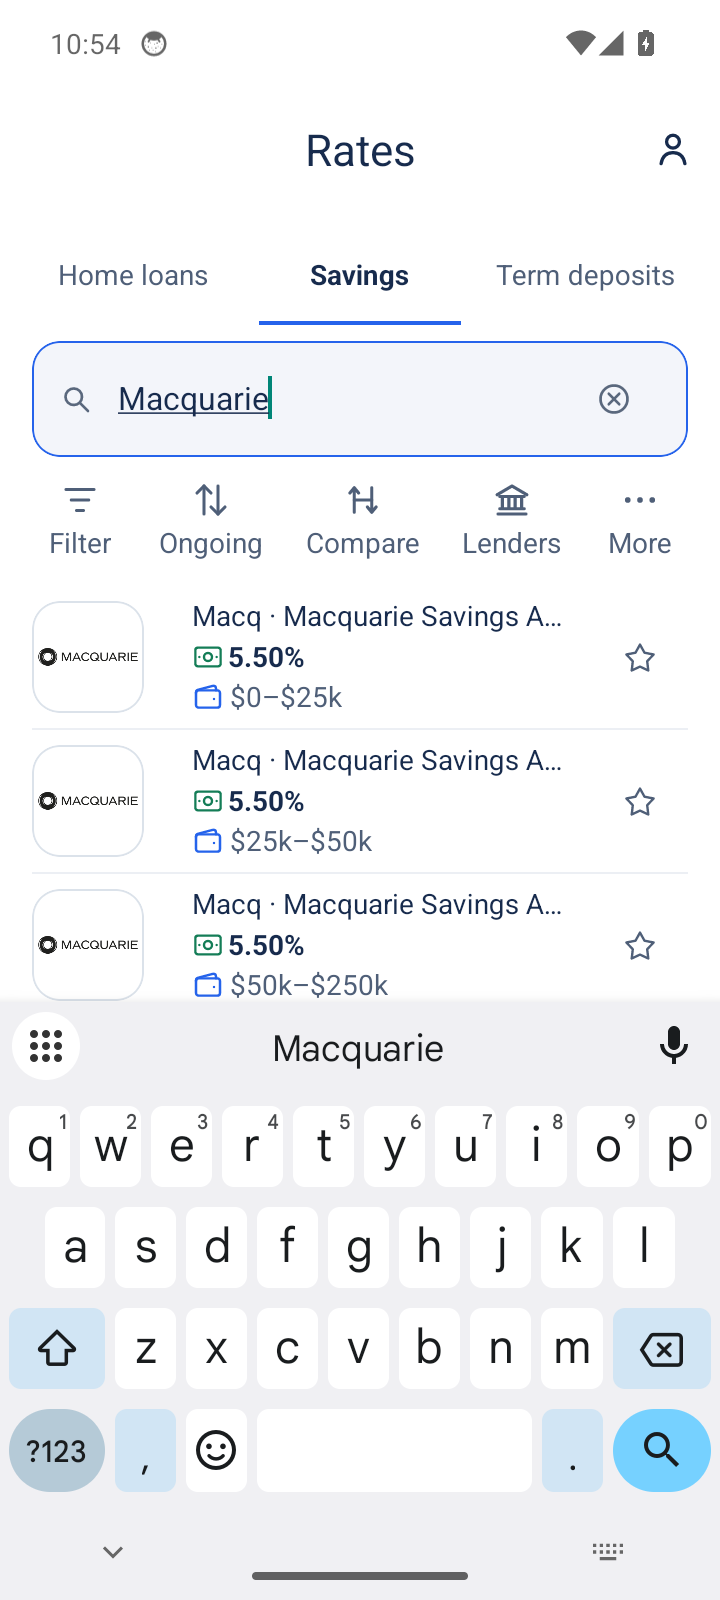 10:54
Rates
Home loans Savings Term deposits
Macquarie
Filter Ongoing Compare Lenders More
Macq · Macquarie Savings A...
MACQUARIE
5.50%
$0–$25k
Macq · Macquarie Savings A...
MACQUARIE
5.50%
$25k–$50k
Macq · Macquarie Savings A...
MACQUARIE
5.50%
$50k–$250k
Macquarie
q1 w2 e3 r4 t5 y6 u7 i8 o9 p0
a s d f g h j k l
z x c v b n m
?123 , .